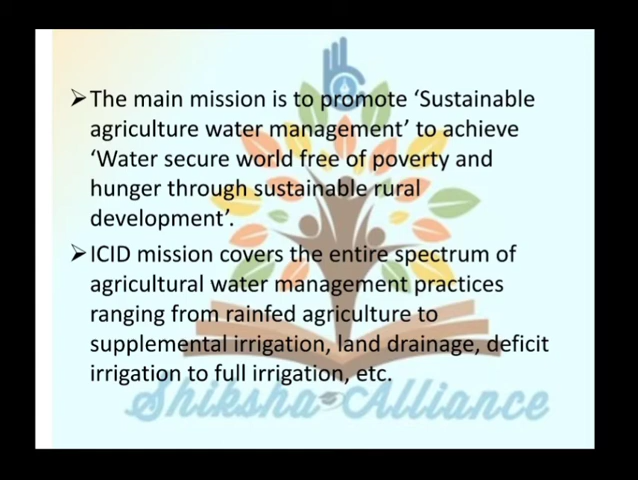 ➤The main mission is to promote ‘Sustainable
agriculture water management’ to achieve
‘Water secure world free of poverty and
hunger through sustainable rural
development’.
➤ICID mission covers the entire spectrum of
agricultural water management practices
ranging from rainfed agriculture to
supplemental irrigation, land drainage, deficit
irrigation to full irrigation, etc.
Shiksha Alliance